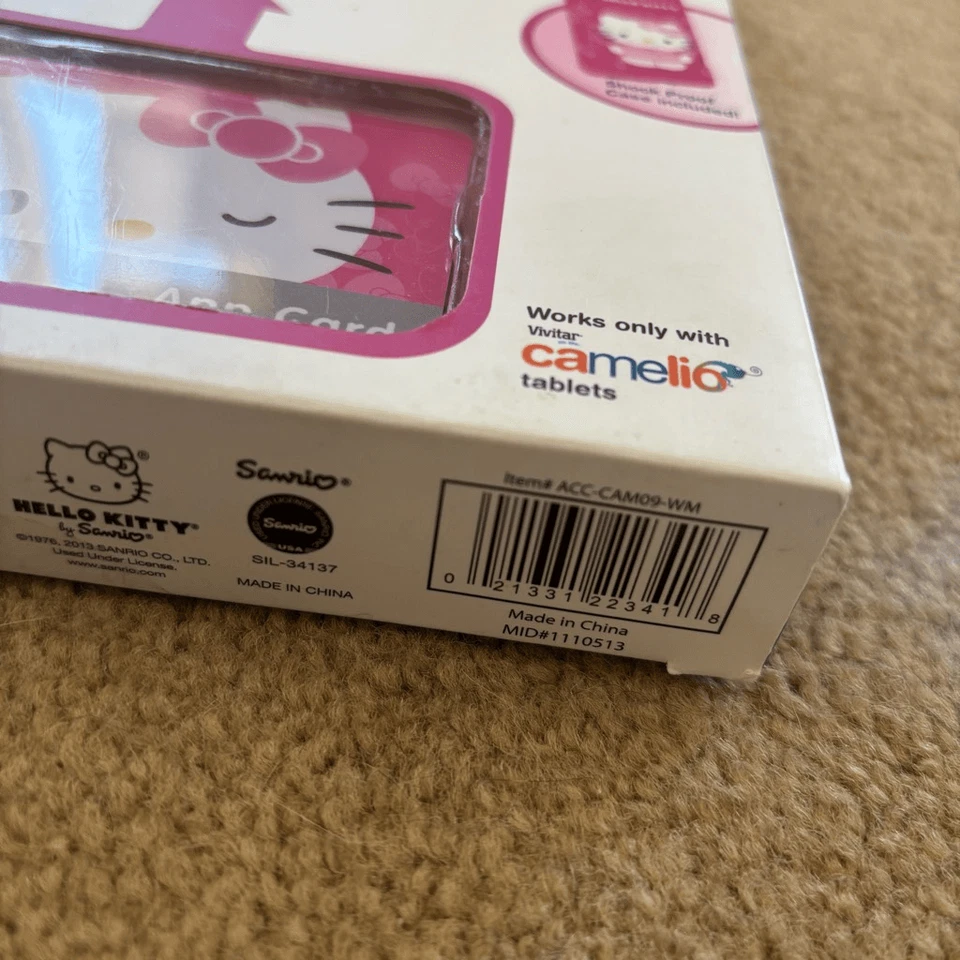 Shock Proof
Case included!
App Card
Works only with
Vivitar
camelio®
tablets
HELLO KITTY®
by Sanrio®
©1976, 2013 SANRIO CO., LTD.
Used Under License.
www.sanrio.com
Sanrio®
Sanrio
USA
SIL-34137
MADE IN CHINA
Item# ACC-CAM09-WM
0 21331 22341 8
Made in China
MID#1110513